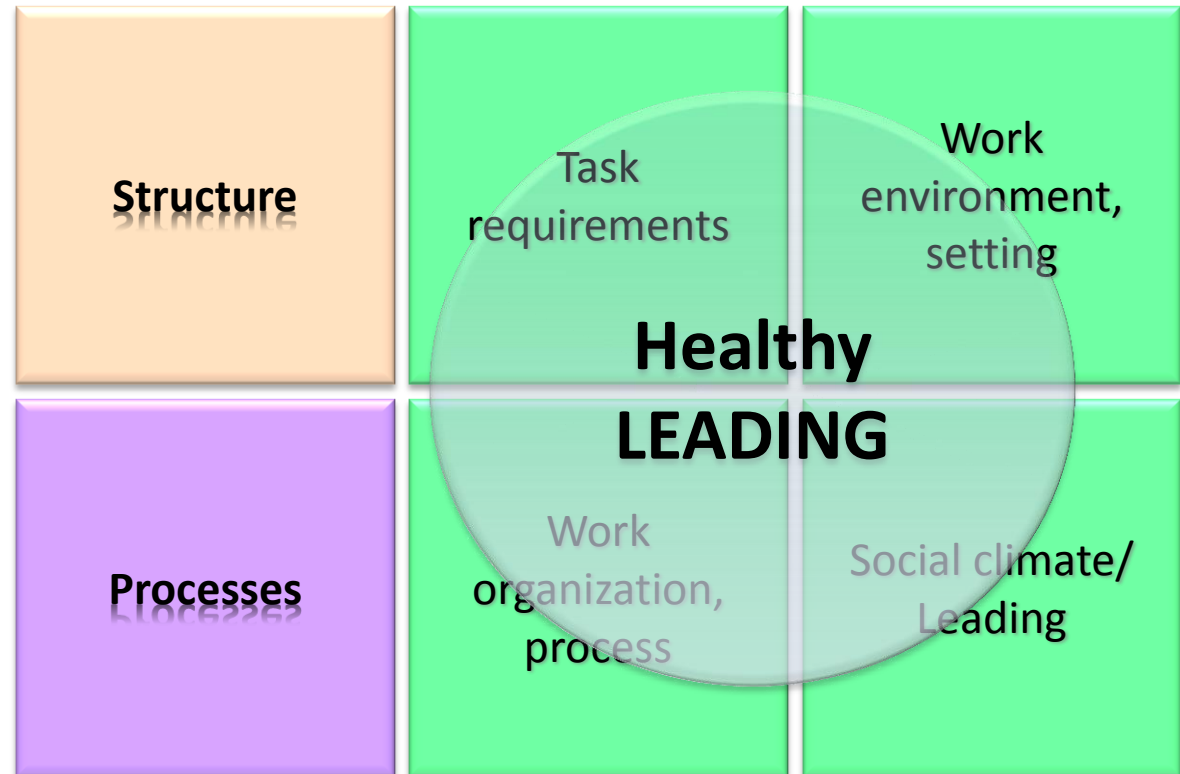 Structure
Task
requirements
Work
environment,
setting
Healthy
LEADING
Processes
Work
organization,
process
Social climate/
Leading